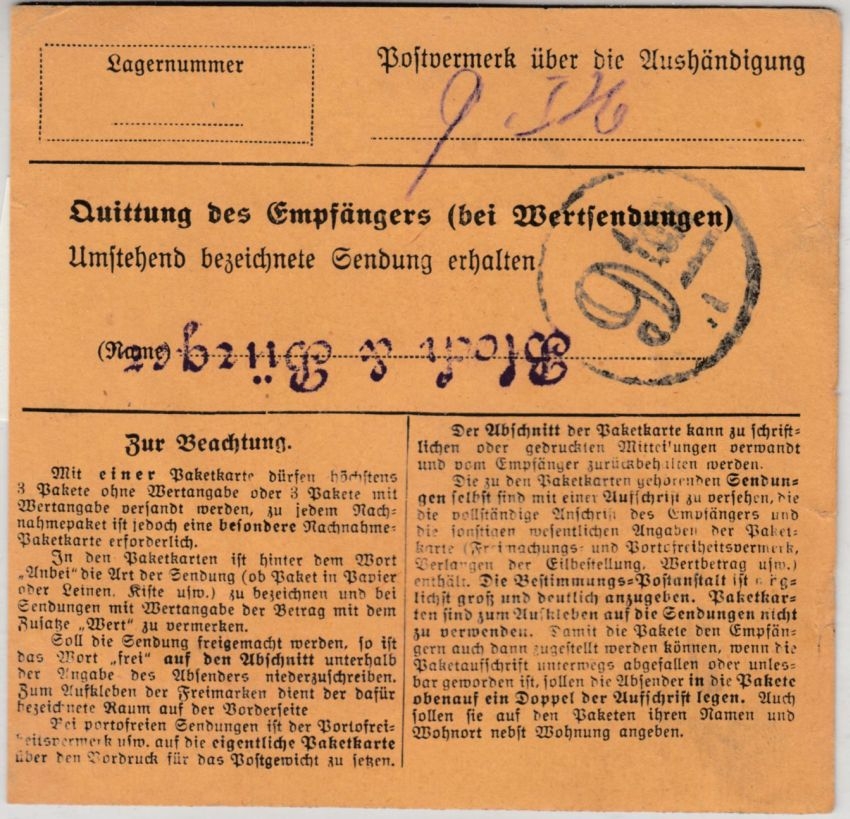 Lagernummer
Postvermerk über die Aushändigung
Quittung des Empfängers (bei Wertsendungen)
Umstehend bezeichnete Sendung erhalten
(Name)
Bloch & Bürger
Zur Beachtung.
Mit einer Paketkarte dürfen höchstens
3 Pakete ohne Wertangabe oder 3 Pakete mit
Wertangabe versandt werden, zu jedem Nach-
nahmepaket ist jedoch eine besondere Nachnahme-
Paketkarte erforderlich.
In den Paketkarten ist hinter dem Wort
„Anbei" die Art der Sendung (ob Paket in Papier
oder Leinen, Kiste usw.) zu bezeichnen und bei
Sendungen mit Wertangabe der Betrag mit dem
Zusatze „Wert" zu vermerken.
Soll die Sendung freigemacht werden, so ist
das Wort „frei" auf den Abschnitt unterhalb
der Angabe des Absenders niederzuschreiben.
Zum Aufkleben der Freimarken dient der dafür
bezeichnete Raum auf der Vorderseite
Bei portofreien Sendungen ist der Portofrei-
heitsvermerk usw. auf die eigentliche Paketkarte
über den Vordruck für das Postgewicht zu setzen.
Der Abschnitt der Paketkarte kann zu schrift-
lichen oder gedruckten Mitteilungen verwandt
und vom Empfänger zurückbehalten werden.
Die zu den Paketkarten gehörenden Sendun-
gen selbst sind mit einer Aufschrift zu versehen, die
die vollständige Anschrift des Empfängers und
die sonstigen wesentlichen Angaben der Paket-
karte (Freimachungs- und Portofreiheitsvermerk,
Verlangen der Eilbestellung, Wertbetrag usw.)
enthält. Die Bestimmungs-Postanstalt ist mög-
lichst groß und deutlich anzugeben. Paketkar-
ten sind zum Aufkleben auf die Sendungen nicht
zu verwenden. Damit die Pakete den Empfän-
gern auch dann zugestellt werden können, wenn die
Paketaufschrift unterwegs abgefallen oder unles-
bar geworden ist, sollen die Absender in die Pakete
obenauf ein Doppel der Aufschrift legen. Auch
sollen sie auf den Paketen ihren Namen und
Wohnort nebst Wohnung angeben.